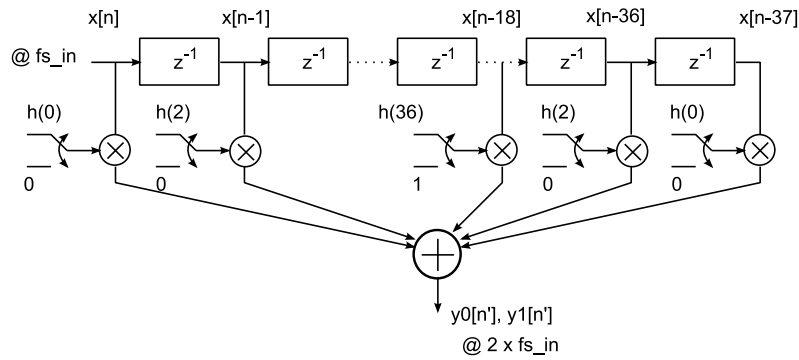 x[n] x[n-1] x[n-18] x[n-36] x[n-37]
@ fs_in z⁻¹ z⁻¹ z⁻¹ z⁻¹ z⁻¹
h(0) h(2) h(36) h(2) h(0)
0 0 1 0 0
y0[n'], y1[n']
@ 2 x fs_in